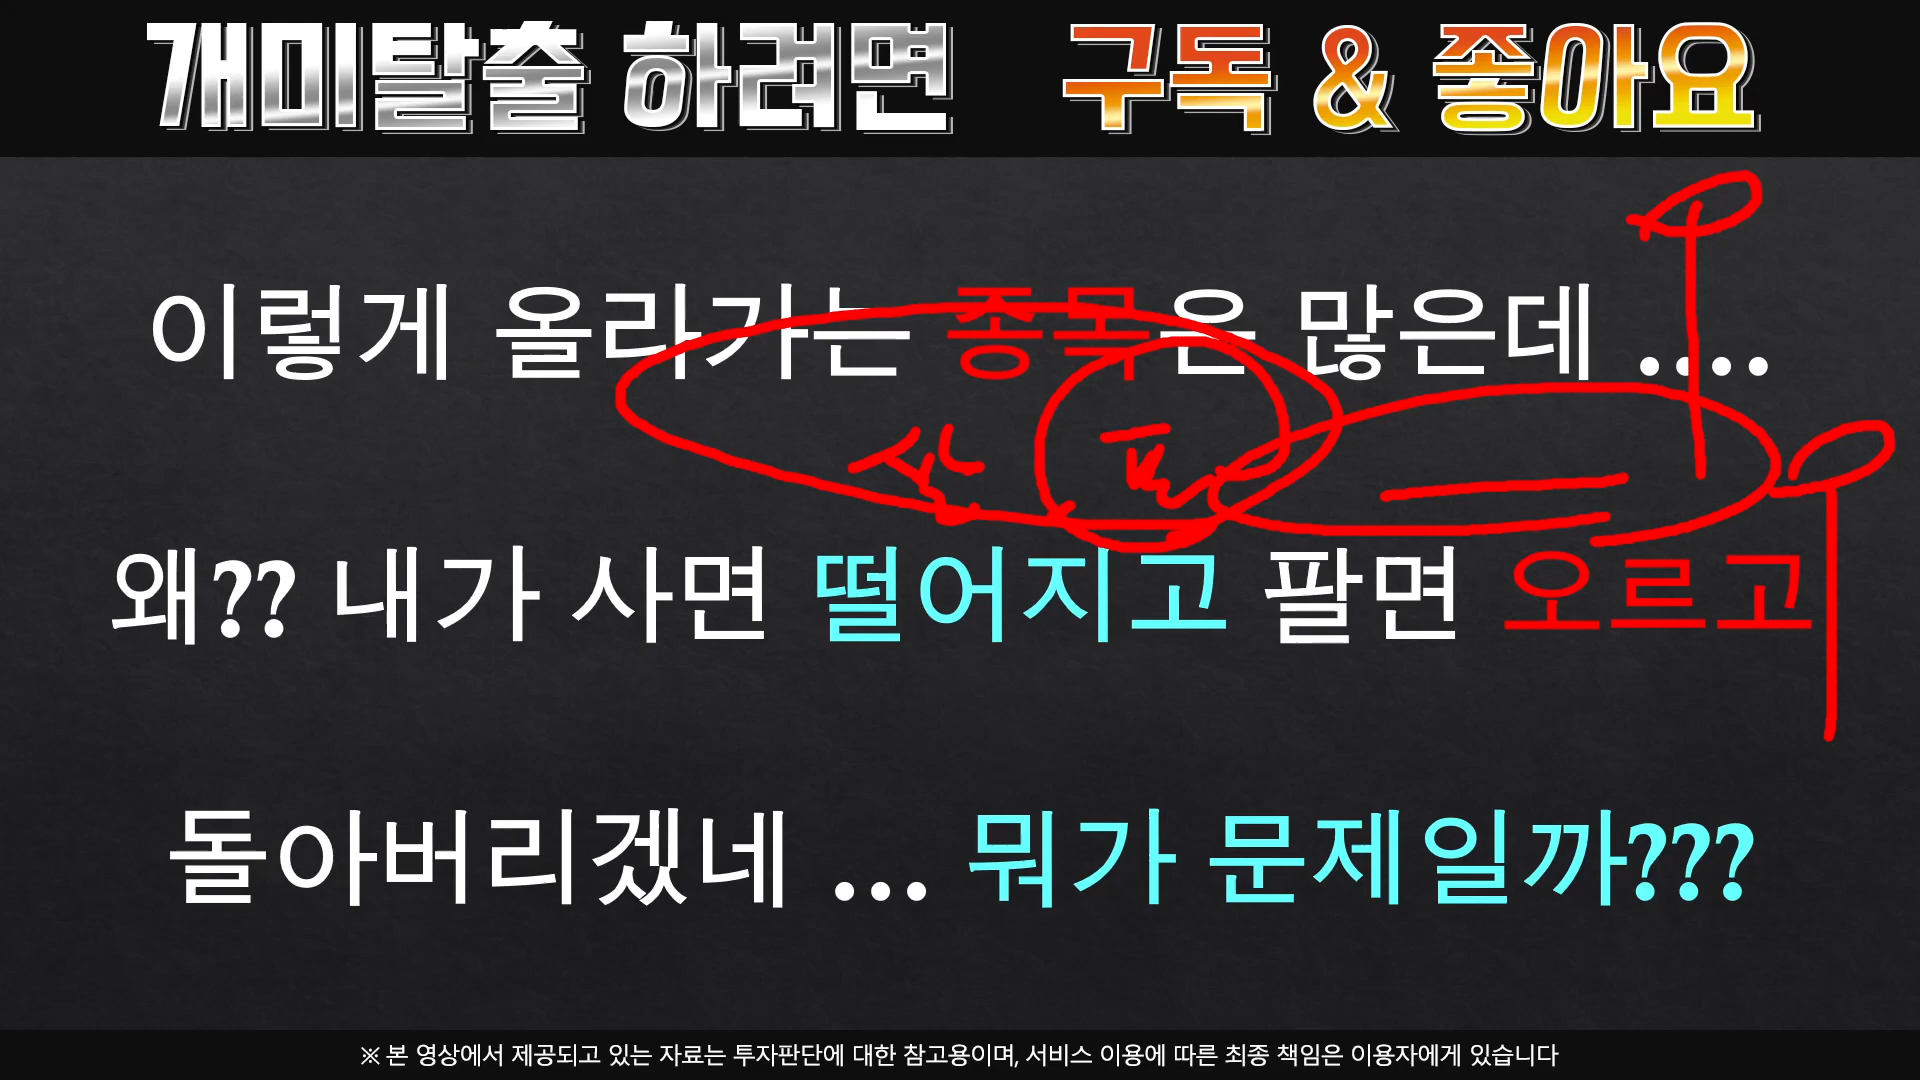 개미탈출 하려면 구독 & 좋아요
이렇게 올라가는 종목은 많은데 ....
왜?? 내가 사면 떨어지고 팔면 오르고
돌아버리겠네 ... 뭐가 문제일까???
※ 본 영상에서 제공되고 있는 자료는 투자판단에 대한 참고용이며, 서비스 이용에 따른 최종 책임은 이용자에게 있습니다